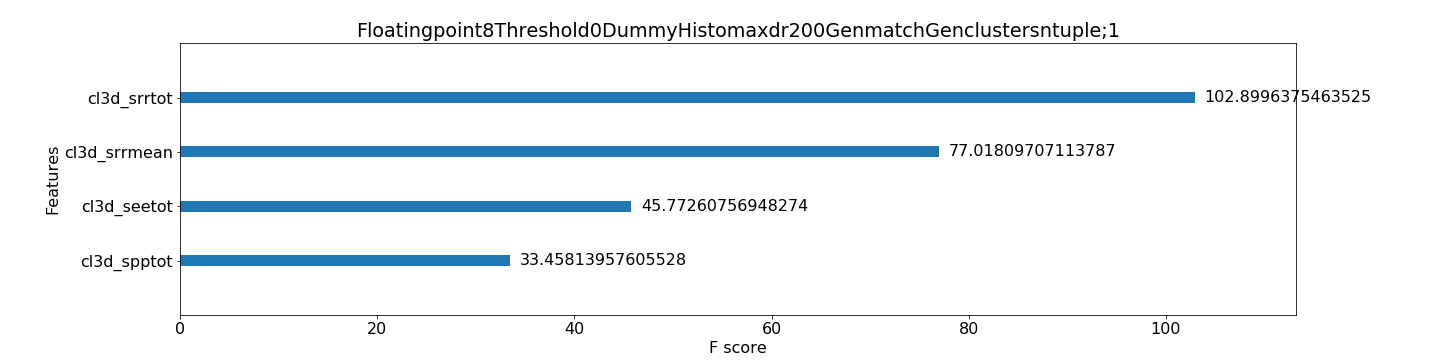 Floatingpoint8Threshold0DummyHistomaxdr200GenmatchGenclustersntuple;1
Features
cl3d_srrtot
102.8996375463525
cl3d_srrmean
77.01809707113787
cl3d_seetot
45.77260756948274
cl3d_spptot
33.45813957605528
0 20 40 60 80 100
F score